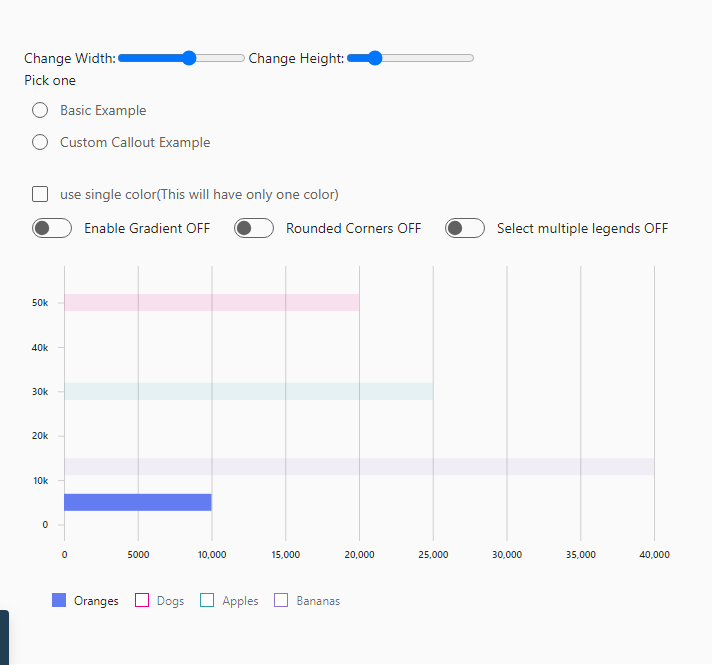 Change Width: Change Height:
Pick one
Basic Example
Custom Callout Example
use single color(This will have only one color)
Enable Gradient OFF Rounded Corners OFF Select multiple legends OFF
50k
40k
30k
20k
10k
0
0 5000 10,000 15,000 20,000 25,000 30,000 35,000 40,000
Oranges Dogs Apples Bananas